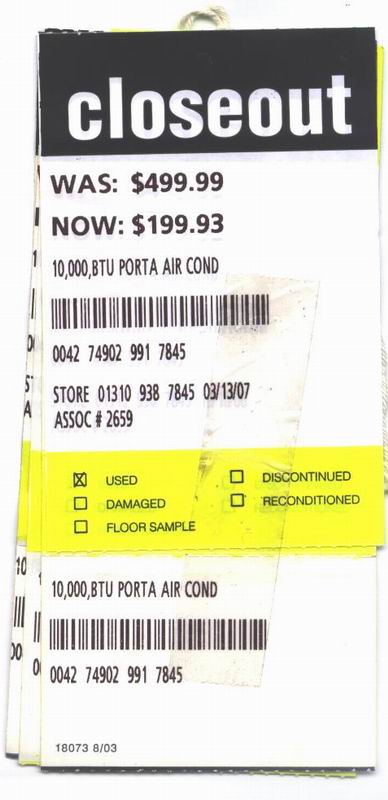 closeout
WAS: $499.99
NOW: $199.93
10,000,BTU PORTA AIR COND
0042 74902 991 7845
STORE 01310 938 7845 03/13/07
ASSOC # 2659
☒ USED ☐ DISCONTINUED
☐ DAMAGED ☐ RECONDITIONED
☐ FLOOR SAMPLE
10,000,BTU PORTA AIR COND
0042 74902 991 7845
18073 8/03